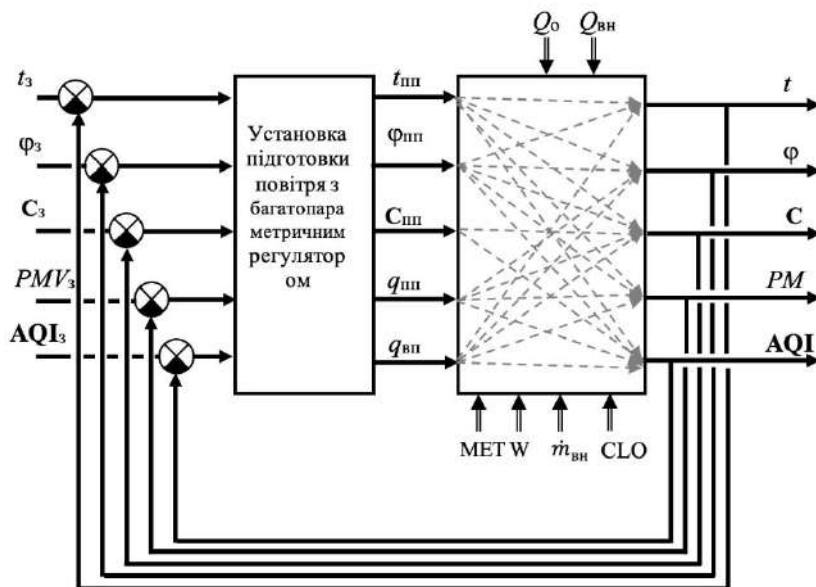 Qо Qвн
tз
φз
Cз
PMVз
AQIз
Установка
підготовки
повітря з
багатопара
метричним
регулятор
ом
tпп
φпп
Cпп
qпп
qвп
t
φ
C
PM
AQI
MET W ṁвн CLO